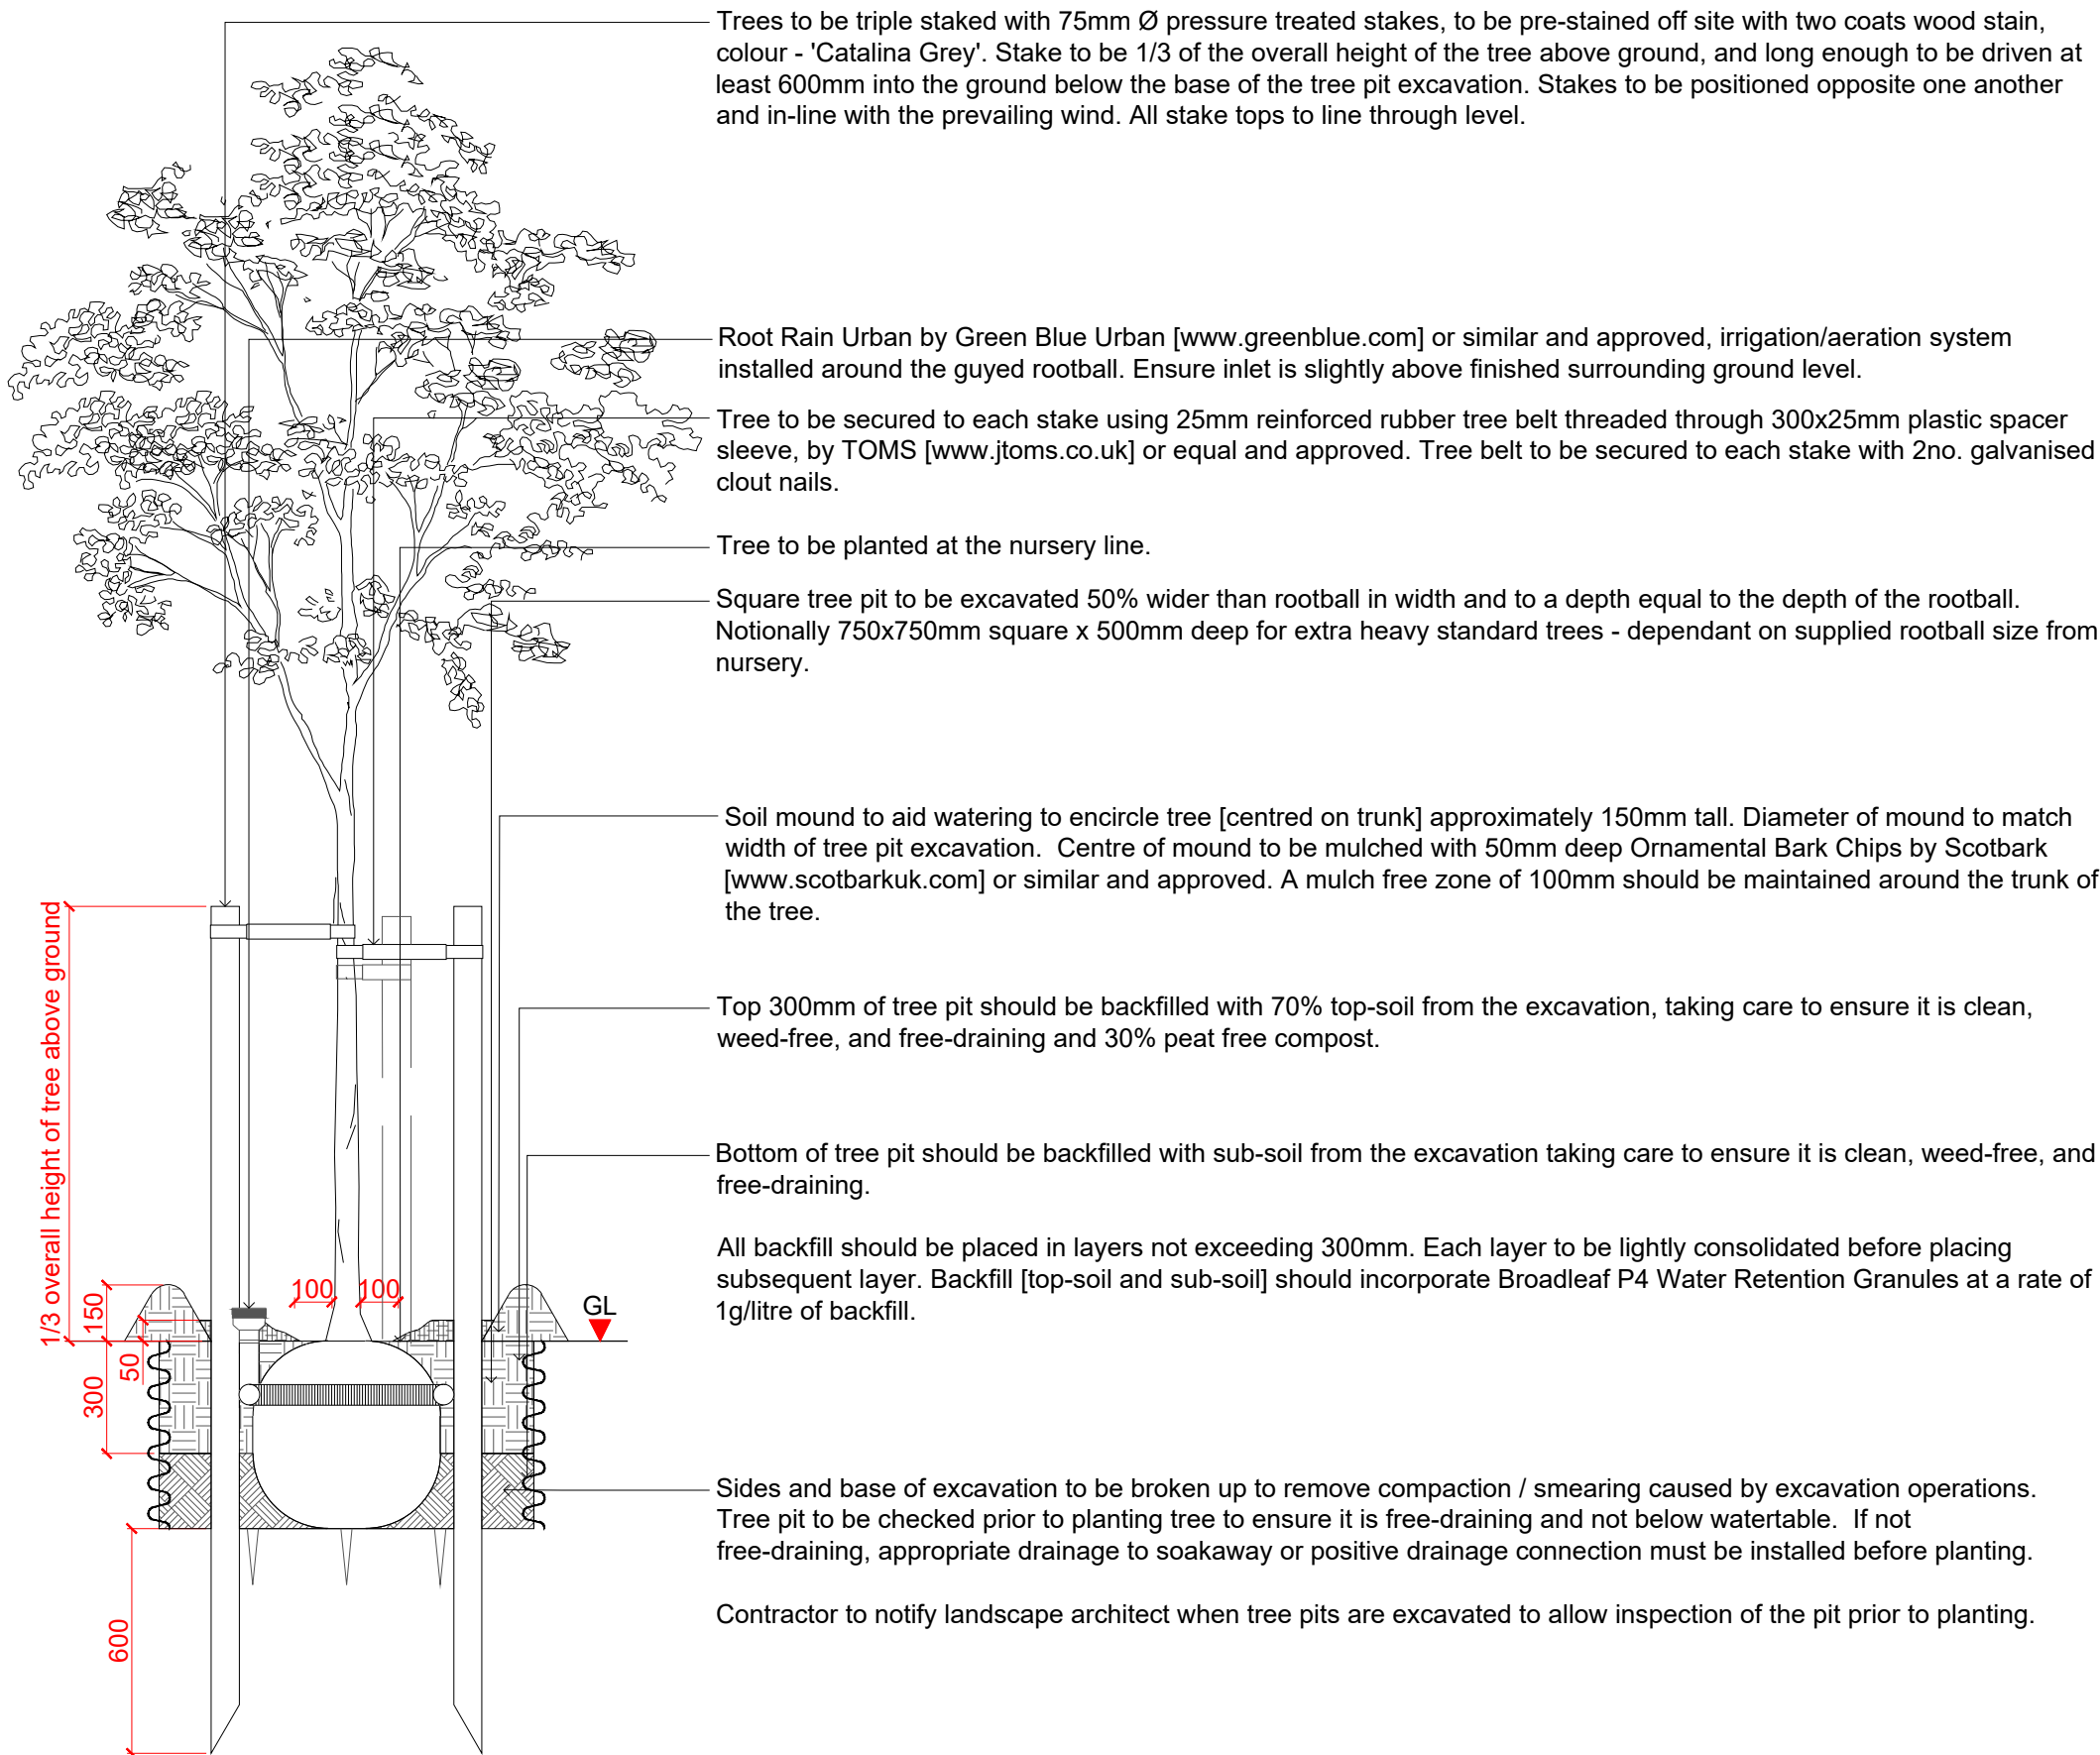 Trees to be triple staked with 75mm Ø pressure treated stakes, to be pre-stained off site with two coats wood stain,
colour - 'Catalina Grey'. Stake to be 1/3 of the overall height of the tree above ground, and long enough to be driven at
least 600mm into the ground below the base of the tree pit excavation. Stakes to be positioned opposite one another
and in-line with the prevailing wind. All stake tops to line through level.
Root Rain Urban by Green Blue Urban [www.greenblue.com] or similar and approved, irrigation/aeration system
installed around the guyed rootball. Ensure inlet is slightly above finished surrounding ground level.
Tree to be secured to each stake using 25mm reinforced rubber tree belt threaded through 300x25mm plastic spacer
sleeve, by TOMS [www.jtoms.co.uk] or equal and approved. Tree belt to be secured to each stake with 2no. galvanised
clout nails.
Tree to be planted at the nursery line.
Square tree pit to be excavated 50% wider than rootball in width and to a depth equal to the depth of the rootball.
Notionally 750x750mm square x 500mm deep for extra heavy standard trees - dependant on supplied rootball size from
nursery.
Soil mound to aid watering to encircle tree [centred on trunk] approximately 150mm tall. Diameter of mound to match
width of tree pit excavation.  Centre of mound to be mulched with 50mm deep Ornamental Bark Chips by Scotbark
[www.scotbarkuk.com] or similar and approved. A mulch free zone of 100mm should be maintained around the trunk of
the tree.
Top 300mm of tree pit should be backfilled with 70% top-soil from the excavation, taking care to ensure it is clean,
weed-free, and free-draining and 30% peat free compost.
Bottom of tree pit should be backfilled with sub-soil from the excavation taking care to ensure it is clean, weed-free, and
free-draining.
All backfill should be placed in layers not exceeding 300mm. Each layer to be lightly consolidated before placing
subsequent layer. Backfill [top-soil and sub-soil] should incorporate Broadleaf P4 Water Retention Granules at a rate of
1g/litre of backfill.
Sides and base of excavation to be broken up to remove compaction / smearing caused by excavation operations.
Tree pit to be checked prior to planting tree to ensure it is free-draining and not below watertable.  If not
free-draining, appropriate drainage to soakaway or positive drainage connection must be installed before planting.
Contractor to notify landscape architect when tree pits are excavated to allow inspection of the pit prior to planting.
1/3 overall height of tree above ground
150
100
100
GL
50
300
600